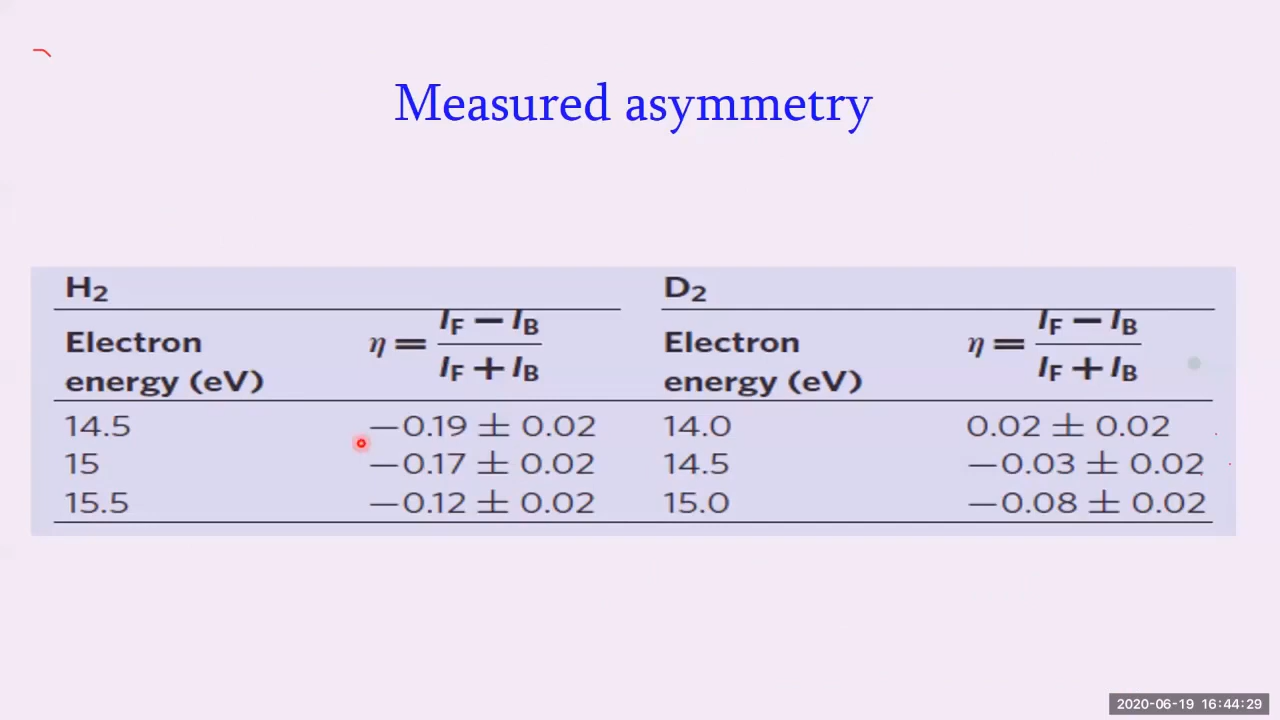 Measured asymmetry
H2 D2
Electron energy (eV) η = IF − IB / IF + IB Electron energy (eV) η = IF − IB / IF + IB
14.5 −0.19 ± 0.02 14.0 0.02 ± 0.02
15 −0.17 ± 0.02 14.5 −0.03 ± 0.02
15.5 −0.12 ± 0.02 15.0 −0.08 ± 0.02
2020-06-19 16:44:29